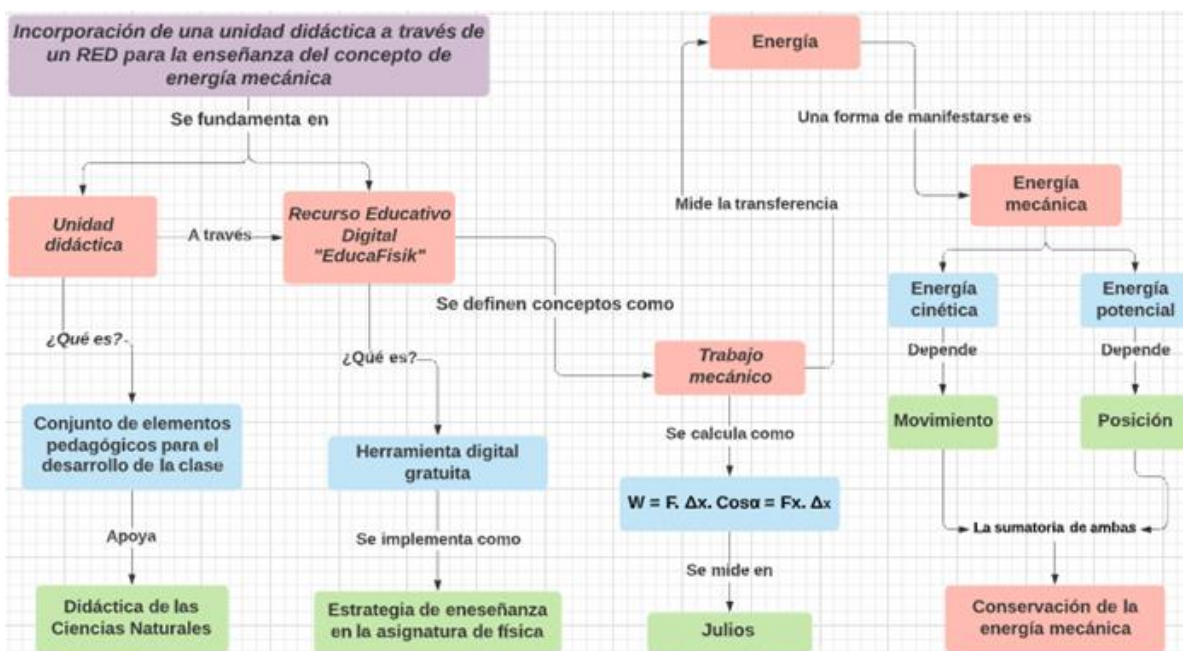 Incorporación de una unidad didáctica a través de
un RED para la enseñanza del concepto de
energía mecánica
Se fundamenta en
Unidad
didáctica
A través
Recurso Educativo
Digital
"EducaFisik"
¿Qué es?
Conjunto de elementos
pedagógicos para el
desarrollo de la clase
Apoya
Didáctica de las
Ciencias Naturales
¿Qué es?
Herramienta digital
gratuita
Se implementa como
Estrategia de eneseñanza
en la asignatura de física
Se definen conceptos como
Trabajo
mecánico
Se calcula como
W = F. Δx. Cosα = Fx. Δx
Se mide en
Julios
Mide la transferencia
Energía
Una forma de manifestarse es
Energía
mecánica
Energía
cinética
Depende
Movimiento
Energía
potencial
Depende
Posición
La sumatoria de ambas
Conservación de la
energía mecánica